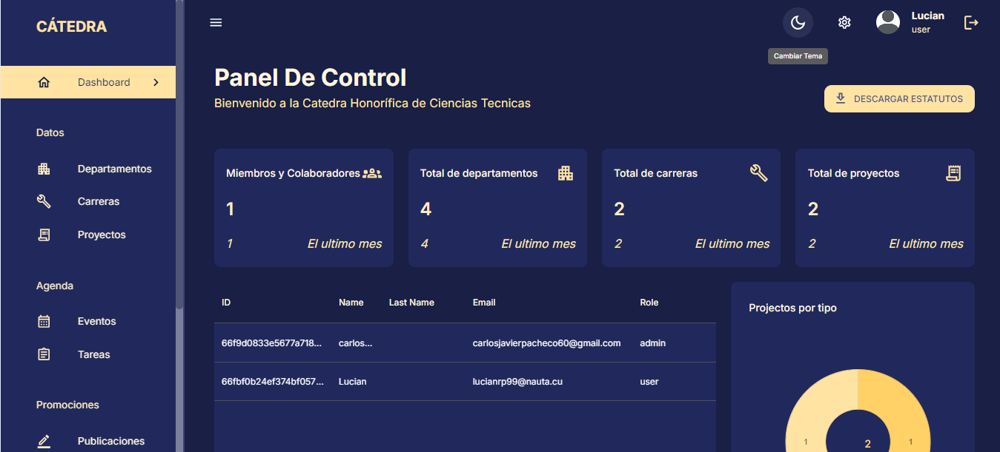 CÁTEDRA
Lucian
user
Cambiar Tema
Dashboard
Panel De Control
Bienvenido a la Catedra Honorífica de Ciencias Tecnicas
DESCARGAR ESTATUTOS
Datos
Departamentos
Carreras
Proyectos
Agenda
Eventos
Tareas
Promociones
Publicaciones
Miembros y Colaboradores
1
1 El ultimo mes
Total de departamentos
4
4 El ultimo mes
Total de carreras
2
2 El ultimo mes
Total de proyectos
2
2 El ultimo mes
ID Name Last Name Email Role
66f9d0833e5677a718... carlos... carlosjavierpacheco60@gmail.com admin
66fbf0b24ef374bf057... Lucian lucianrp99@nauta.cu user
Projectos por tipo
1 2 1